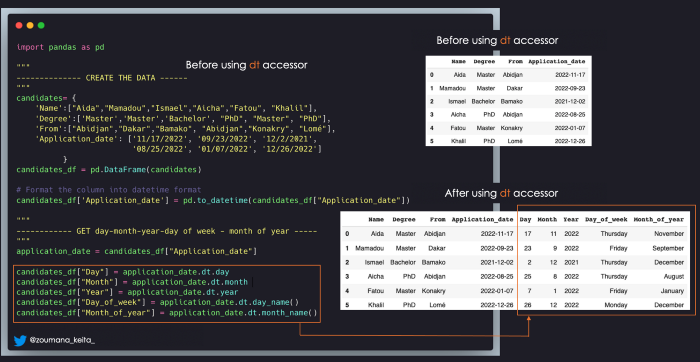 import pandas as pd
Before using dt accessor
"""
-------------- CREATE THE DATA ------
"""
candidates= {
'Name':["Aida","Mamadou","Ismael","Aicha","Fatou", "Khalil"],
'Degree':['Master','Master','Bachelor', "PhD", "Master", "PhD"],
'From':["Abidjan","Dakar","Bamako", "Abidjan","Konakry", "Lomé"],
'Application_date': ['11/17/2022', '09/23/2022', '12/2/2021',
'08/25/2022', '01/07/2022', '12/26/2022']
}
candidates_df = pd.DataFrame(candidates)
# Format the column into datetime format
candidates_df['Application_date'] = pd.to_datetime(candidates_df["Application_date"])
"""
------------ GET day-month-year-day of week - month of year -----
"""
application_date = candidates_df["Application_date"]
candidates_df["Day"] = application_date.dt.day
candidates_df["Month"] = application_date.dt.month
candidates_df["Year"] = application_date.dt.year
candidates_df["Day_of_week"] = application_date.dt.day_name()
candidates_df["Month_of_year"] = application_date.dt.month_name()
@zoumana_keita_
Before using dt accessor
Name Degree From Application_date
0 Aida Master Abidjan 2022-11-17
1 Mamadou Master Dakar 2022-09-23
2 Ismael Bachelor Bamako 2021-12-02
3 Aicha PhD Abidjan 2022-08-25
4 Fatou Master Konakry 2022-01-07
5 Khalil PhD Lomé 2022-12-26
After using dt accessor
Name Degree From Application_date Day Month Year Day_of_week Month_of_year
0 Aida Master Abidjan 2022-11-17 17 11 2022 Thursday November
1 Mamadou Master Dakar 2022-09-23 23 9 2022 Friday September
2 Ismael Bachelor Bamako 2021-12-02 2 12 2021 Thursday December
3 Aicha PhD Abidjan 2022-08-25 25 8 2022 Thursday August
4 Fatou Master Konakry 2022-01-07 7 1 2022 Friday January
5 Khalil PhD Lomé 2022-12-26 26 12 2022 Monday December